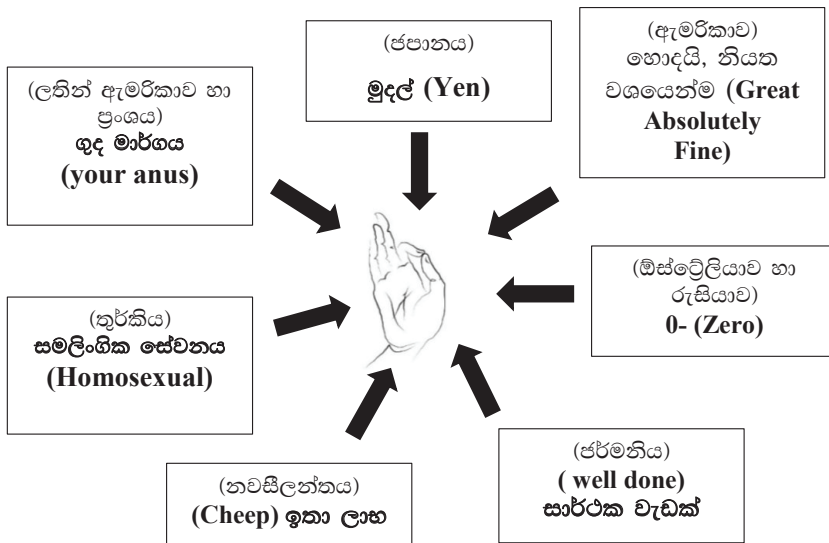 (ජපානය)
මුදල් (Yen)
(ඇමරිකාව)
හොදයි, නියත
වශයෙන්ම (Great
Absolutely
Fine)
(ලතින් ඇමරිකාව හා
ප්‍රංශය)
ගුද මාර්ගය
(your anus)
(ඕස්ට්‍රේලියාව හා
රුසියාව)
0- (Zero)
(තුර්කිය)
සමලිංගික සේවනය
(Homosexual)
(ජර්මනිය)
( well done)
සාර්ථක වැඩක්
(නවසීලන්තය)
(Cheep) ඉතා ලාභ